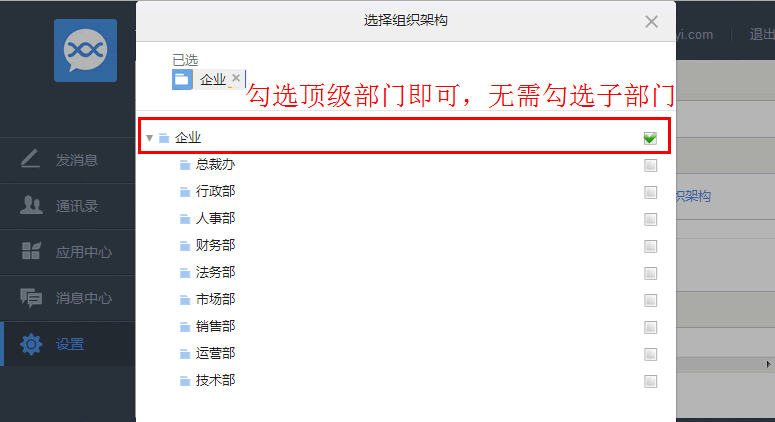 选择组织架构
yi.com
退出
已选
企业
勾选顶级部门即可，无需勾选子部门
企业
总裁办
行政部
人事部
财务部
法务部
市场部
销售部
运营部
技术部
发消息
通讯录
应用中心
消息中心
设置
织架构